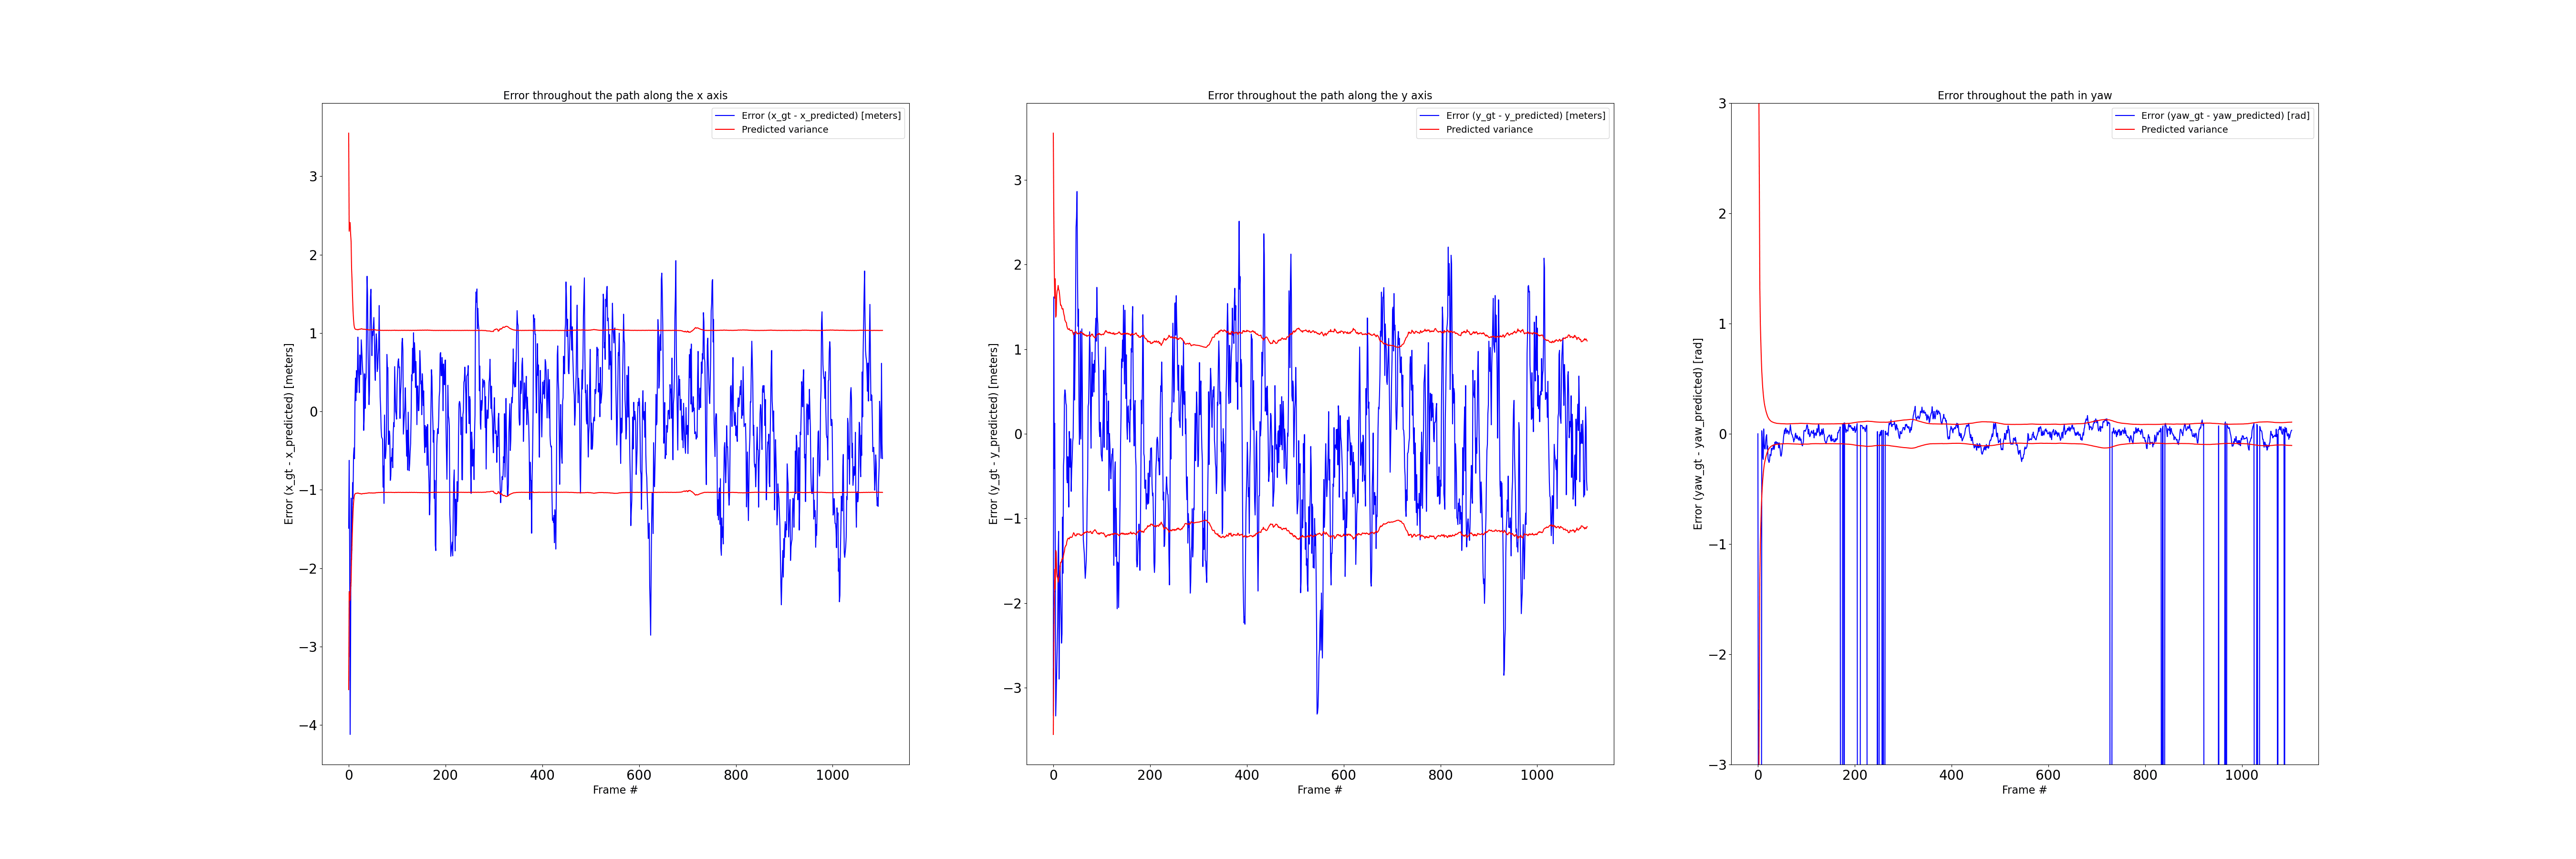 Error throughout the path along the x axis
Error (x_gt - x_predicted) [meters]
Predicted variance
Error (x_gt - x_predicted) [meters]
3
2
1
0
−1
−2
−3
−4
0 200 400 600 800 1000
Frame #
Error throughout the path along the y axis
Error (y_gt - y_predicted) [meters]
Predicted variance
Error (y_gt - y_predicted) [meters]
3
2
1
0
−1
−2
−3
0 200 400 600 800 1000
Frame #
Error throughout the path in yaw
Error (yaw_gt - yaw_predicted) [rad]
Predicted variance
Error (yaw_gt - yaw_predicted) [rad]
3
2
1
0
−1
−2
−3
0 200 400 600 800 1000
Frame #